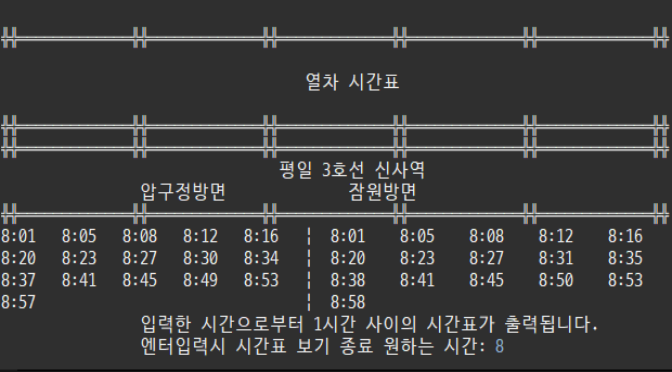 열차 시간표
평일 3호선 신사역
압구정방면 잠원방면
8:01 8:05 8:08 8:12 8:16 ¦ 8:01 8:05 8:08 8:12 8:16
8:20 8:23 8:27 8:30 8:34 ¦ 8:20 8:23 8:27 8:31 8:35
8:37 8:41 8:45 8:49 8:53 ¦ 8:38 8:41 8:45 8:50 8:53
8:57 ¦ 8:58
입력한 시간으로부터 1시간 사이의 시간표가 출력됩니다.
엔터입력시 시간표 보기 종료 원하는 시간: 8